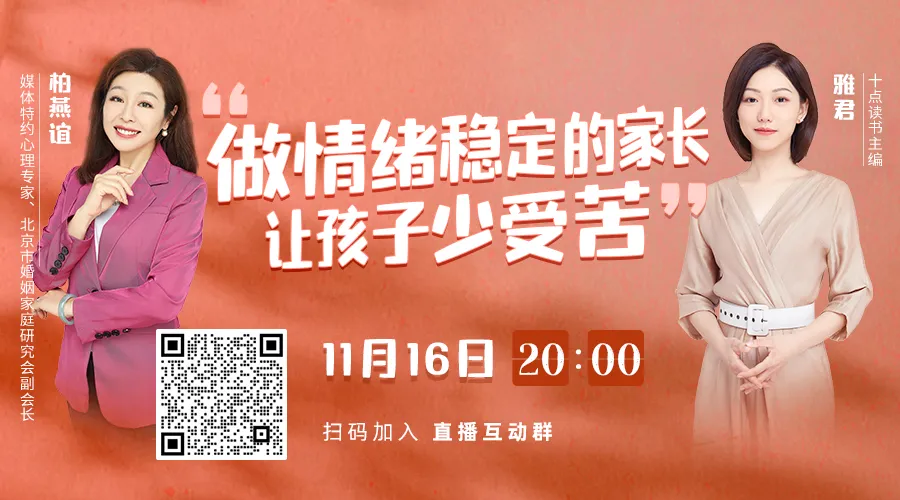 柏燕谊
媒体特约心理专家、北京市婚姻家庭研究会副会长
“做情绪稳定的家长
让孩子少受苦”
雅君
十点读书主编
11月16日 20:00
扫码加入 直播互动群